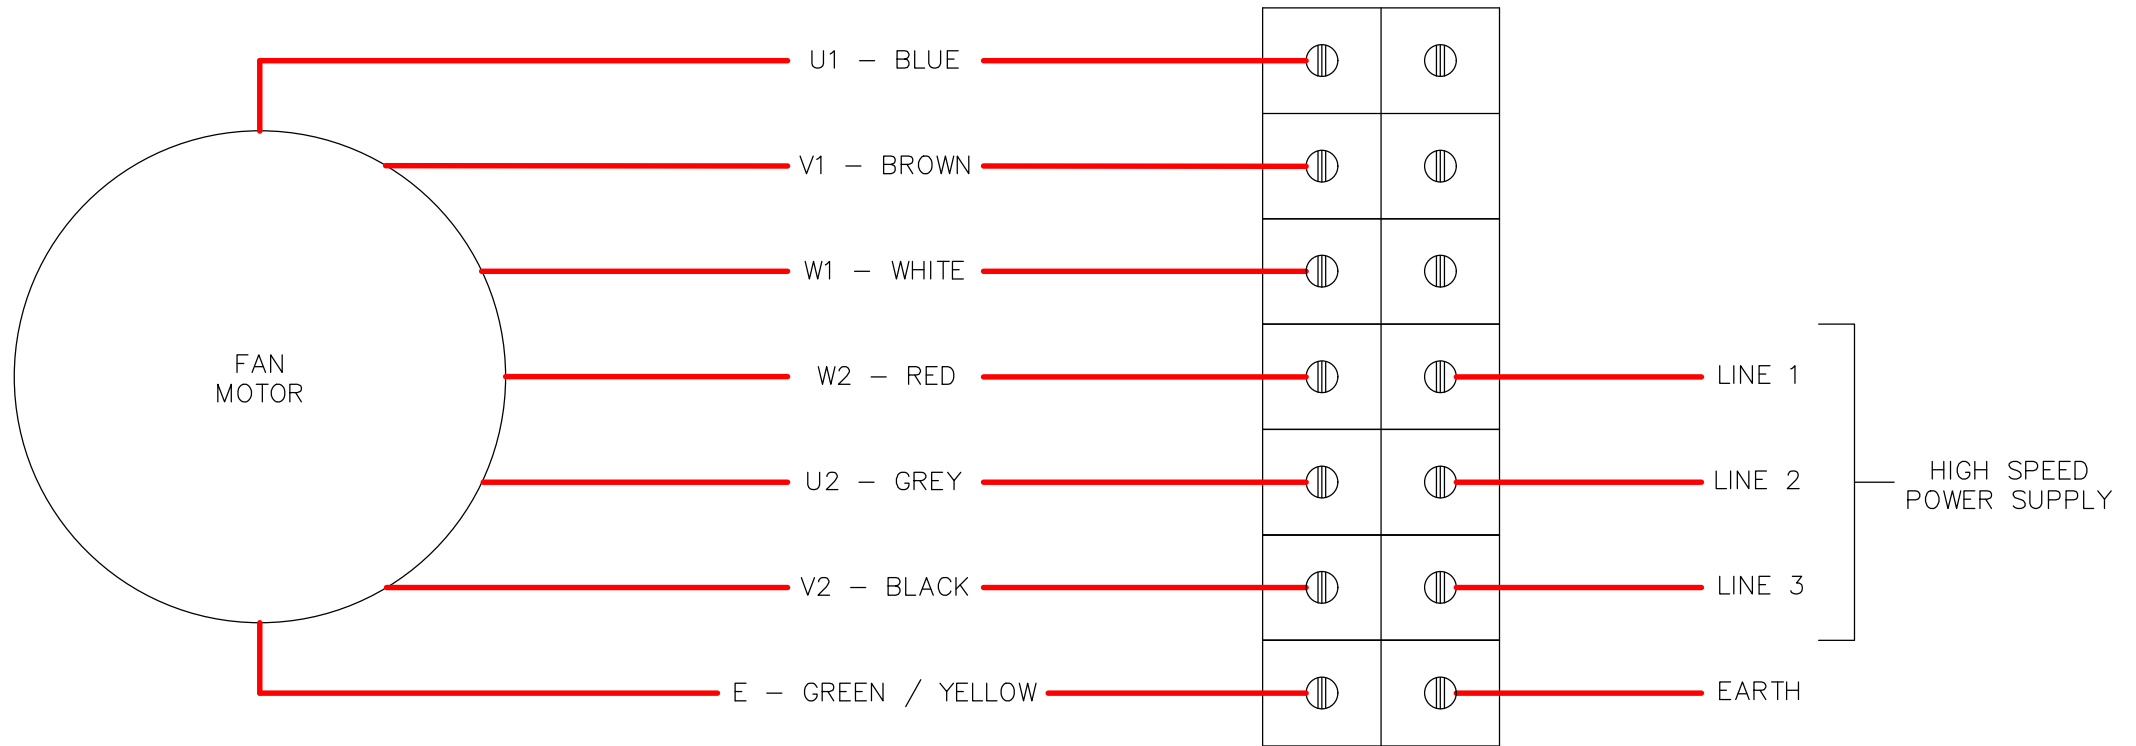 U1 - BLUE
V1 - BROWN
W1 - WHITE
FAN
MOTOR
W2 - RED
LINE 1
U2 - GREY
LINE 2
HIGH SPEED
POWER SUPPLY
V2 - BLACK
LINE 3
E - GREEN / YELLOW
EARTH